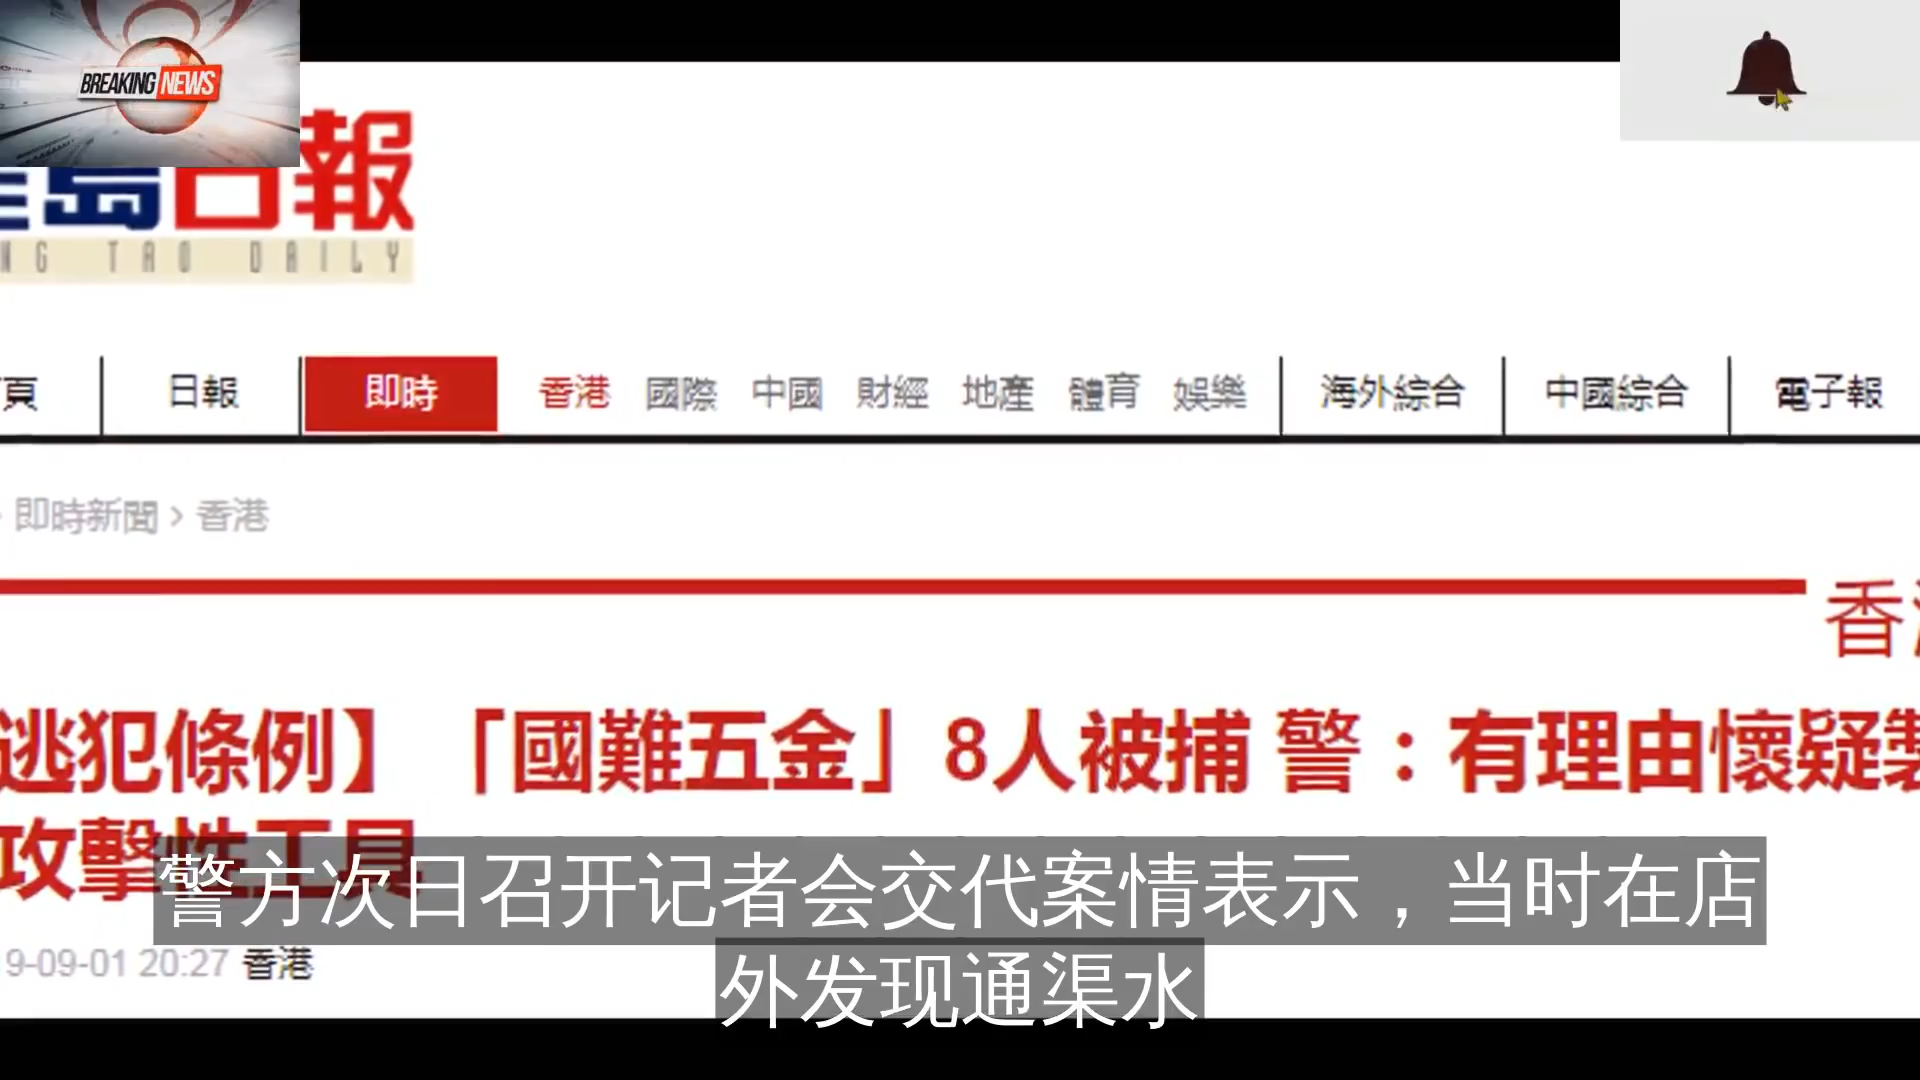 BREAKING NEWS
島日報
NG TAO DAILY
頁 日報 即時 香港 國際 中國 財經 地產 體育 娛樂 海外綜合 中國綜合 電子報
即時新聞 > 香港
香
逃犯條例】「國難五金」8人被捕 警：有理由懷疑製
攻擊性工具
警方次日召开记者会交代案情表示，当时在店
9-09-01 20:27 香港
外发现通渠水